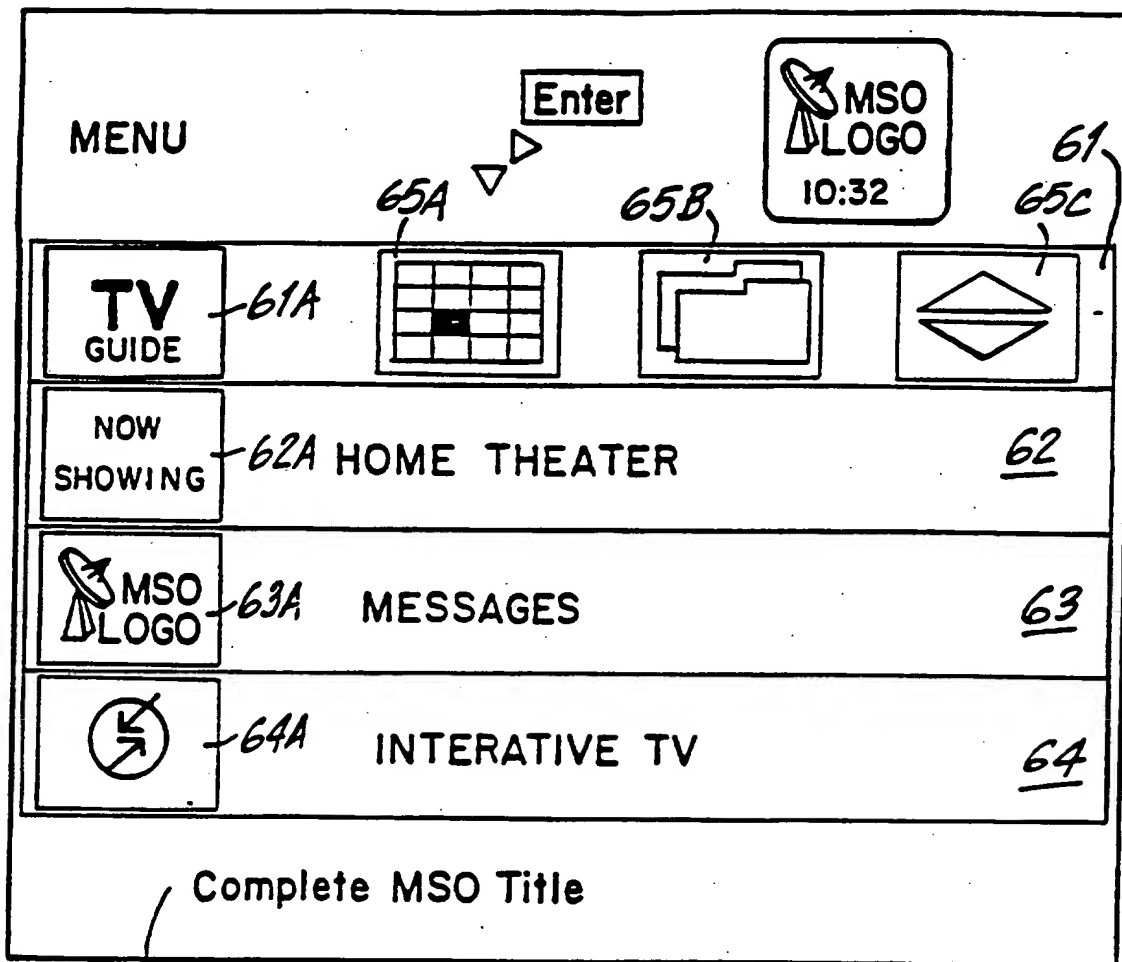 Enter
MSO
LOGO
10:32
MENU
61
65A
65B
65C
TV
GUIDE
61A
NOW
SHOWING
62A
HOME THEATER
62
MSO
LOGO
63A
MESSAGES
63
64A
INTERATIVE TV
64
Complete MSO Title